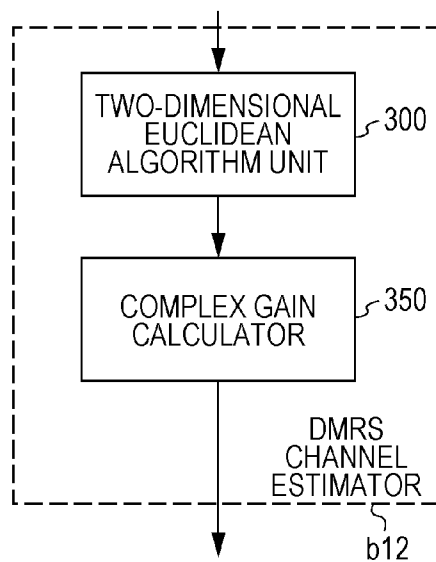 TWO-DIMENSIONAL
EUCLIDEAN
ALGORITHM UNIT
300
COMPLEX GAIN
CALCULATOR
350
DMRS
CHANNEL
ESTIMATOR
b12